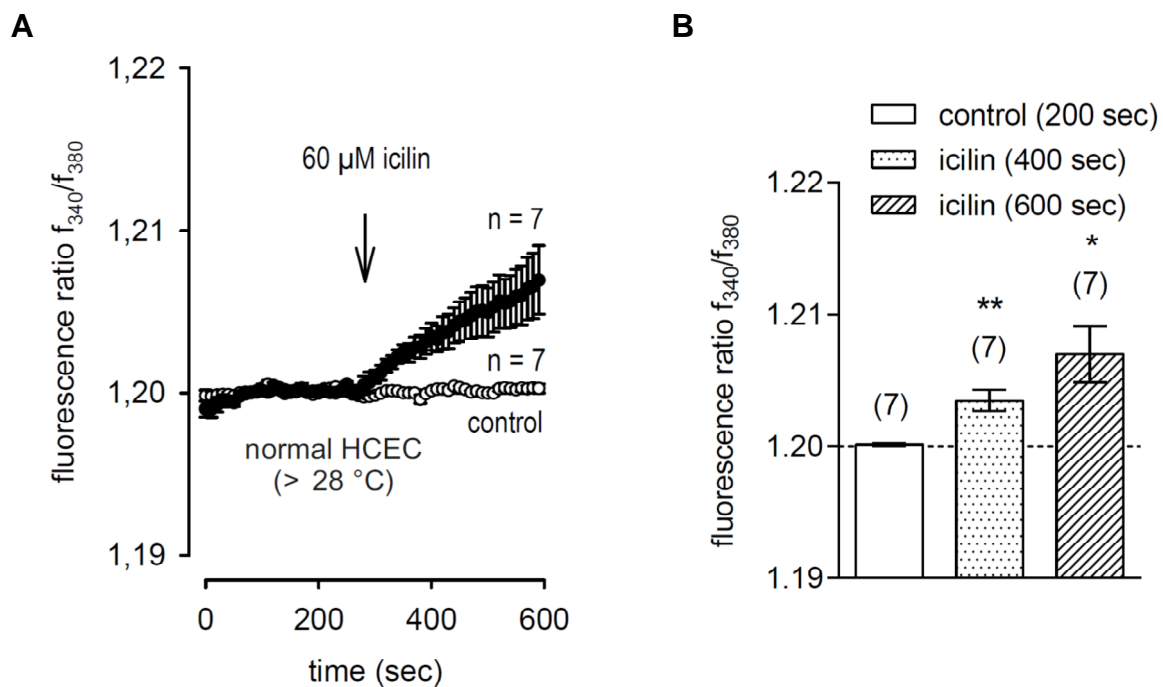 A
fluorescence ratio f340/f380
1,22
1,21
1,20
1,19
60 µM icilin
n = 7
n = 7
control
normal HCEC
(> 28 °C)
0
200
400
600
time (sec)
B
control (200 sec)
icilin (400 sec)
icilin (600 sec)
fluorescence ratio f340/f380
1.22
1.21
1.20
1.19
(7)
**
(7)
*
(7)